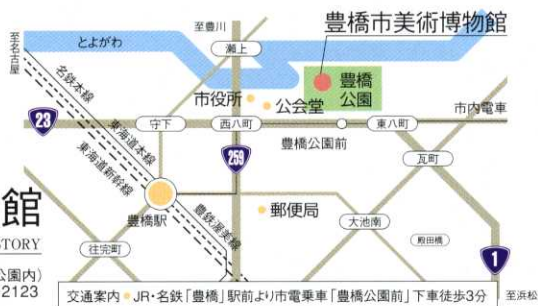 豊橋市美術博物館
至豊川
とよがわ
瀬上
至名古屋
名鉄本線
豊橋
公園
市役所
公会堂
市内電車
23
東海道本線
守下
西八町
東八町
豊橋公園前
東海道新幹線
259
瓦町
豊橋駅
豊鉄渥美線
郵便局
大池南
殿田橋
館
STORY
往完町
公園内)
2123
1
交通案内 ● JR・名鉄「豊橋」駅前より市電乗車「豊橋公園前」下車徒歩3分
至浜松